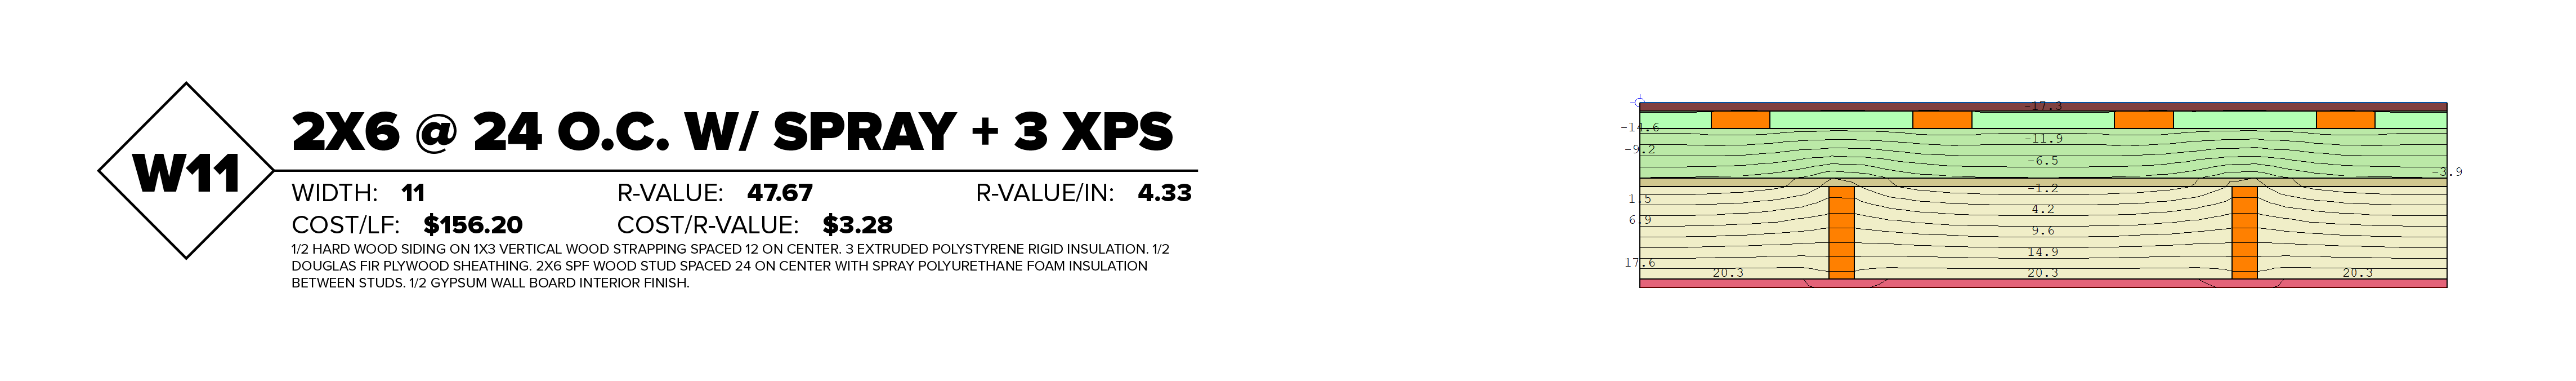 W11
2X6 @ 24 O.C. W/ SPRAY + 3 XPS
WIDTH: 11 R-VALUE: 47.67 R-VALUE/IN: 4.33
COST/LF: $156.20 COST/R-VALUE: $3.28
1/2 HARD WOOD SIDING ON 1X3 VERTICAL WOOD STRAPPING SPACED 12 ON CENTER. 3 EXTRUDED POLYSTYRENE RIGID INSULATION. 1/2
DOUGLAS FIR PLYWOOD SHEATHING. 2X6 SPF WOOD STUD SPACED 24 ON CENTER WITH SPRAY POLYURETHANE FOAM INSULATION
BETWEEN STUDS. 1/2 GYPSUM WALL BOARD INTERIOR FINISH.
-17.3
-14.6
-11.9
-9.2
-6.5
-3.9
-1.2
1.5
4.2
6.9
9.6
14.9
17.6
20.3 20.3 20.3